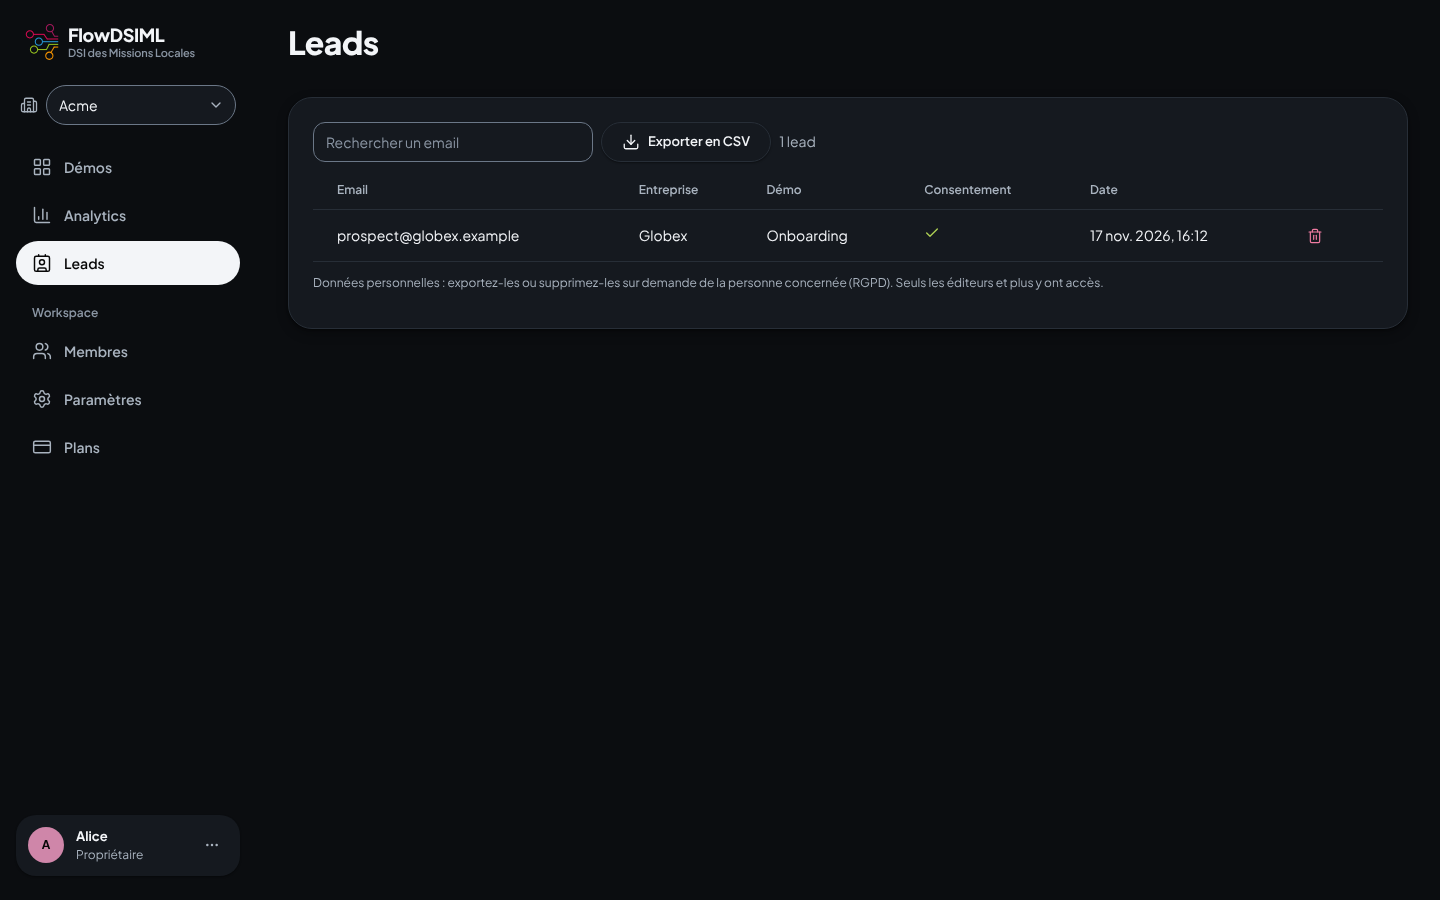 FlowDSIML
DSI des Missions Locales
Acme
Démos
Analytics
Leads
Workspace
Membres
Paramètres
Plans
Alice
A
Propriétaire
Leads
Rechercher un email
Exporter en CSV
1 lead
Email Entreprise Démo Consentement Date
prospect@globex.example Globex Onboarding 17 nov. 2026, 16:12
Données personnelles : exportez-les ou supprimez-les sur demande de la personne concernée (RGPD). Seuls les éditeurs et plus y ont accès.